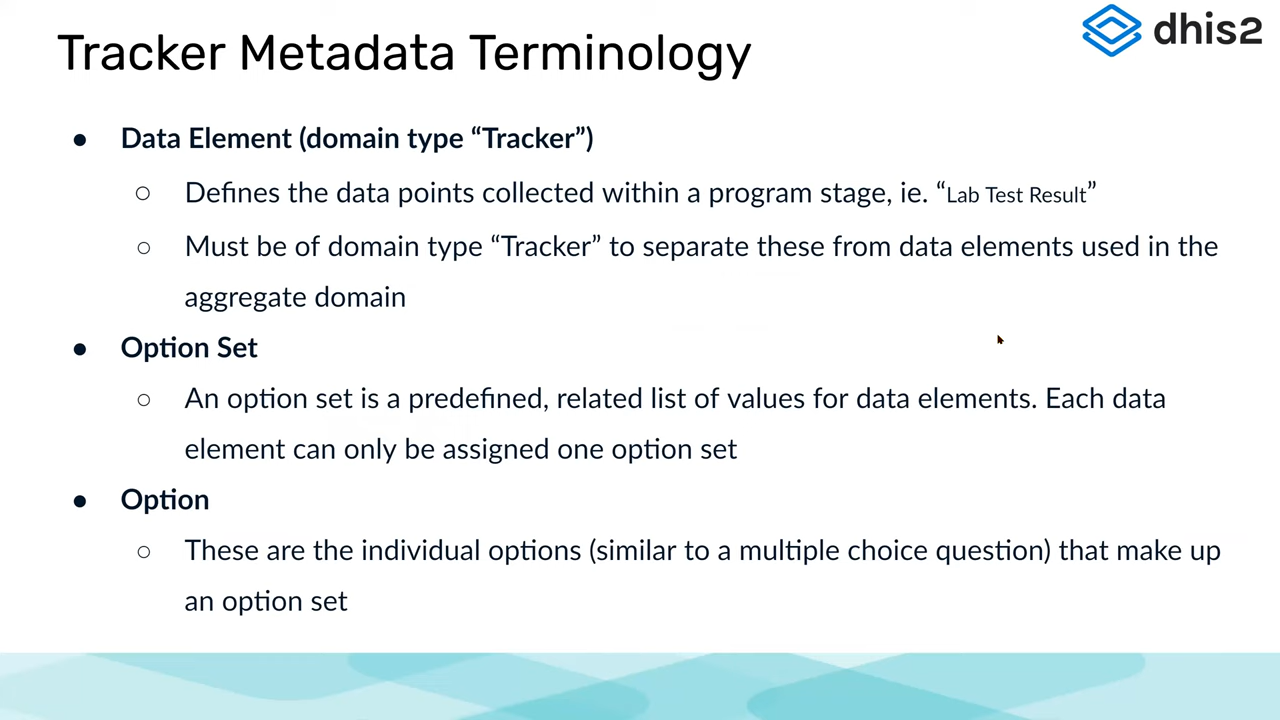 Tracker Metadata Terminology
dhis2
● Data Element (domain type “Tracker”)
○ Defines the data points collected within a program stage, ie. “Lab Test Result”
○ Must be of domain type “Tracker” to separate these from data elements used in the
aggregate domain
● Option Set
○ An option set is a predefined, related list of values for data elements. Each data
element can only be assigned one option set
● Option
○ These are the individual options (similar to a multiple choice question) that make up
an option set